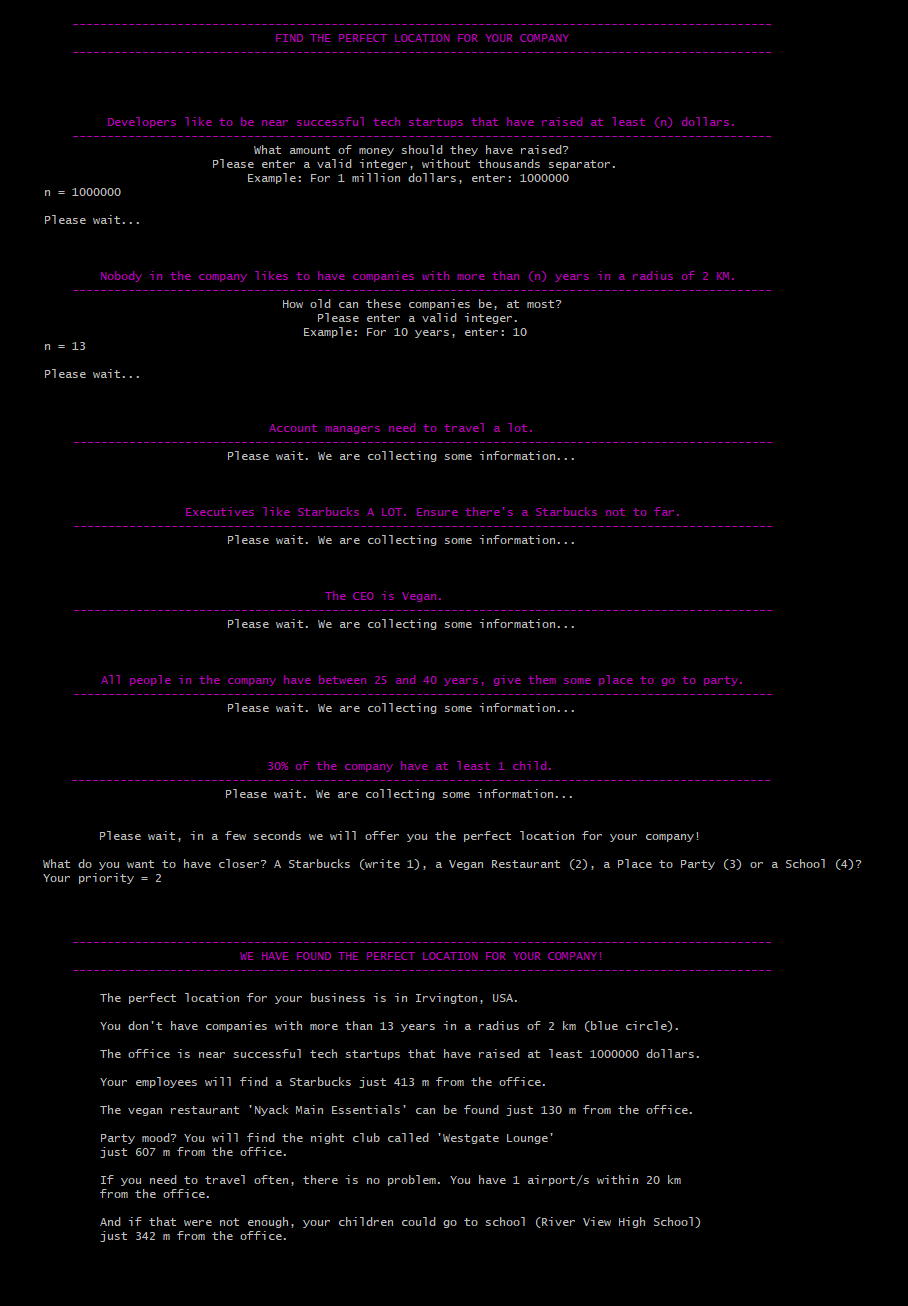 ----------------------------------------------------------------------------------------------------
FIND THE PERFECT LOCATION FOR YOUR COMPANY
----------------------------------------------------------------------------------------------------
Developers like to be near successful tech startups that have raised at least (n) dollars.
----------------------------------------------------------------------------------------------------
What amount of money should they have raised?
Please enter a valid integer, without thousands separator.
Example: For 1 million dollars, enter: 1000000
n = 1000000
Please wait...
Nobody in the company likes to have companies with more than (n) years in a radius of 2 KM.
----------------------------------------------------------------------------------------------------
How old can these companies be, at most?
Please enter a valid integer.
Example: For 10 years, enter: 10
n = 13
Please wait...
Account managers need to travel a lot.
----------------------------------------------------------------------------------------------------
Please wait. We are collecting some information...
Executives like Starbucks A LOT. Ensure there's a Starbucks not to far.
----------------------------------------------------------------------------------------------------
Please wait. We are collecting some information...
The CEO is Vegan.
----------------------------------------------------------------------------------------------------
Please wait. We are collecting some information...
All people in the company have between 25 and 40 years, give them some place to go to party.
----------------------------------------------------------------------------------------------------
Please wait. We are collecting some information...
30% of the company have at least 1 child.
----------------------------------------------------------------------------------------------------
Please wait. We are collecting some information...
Please wait, in a few seconds we will offer you the perfect location for your company!
What do you want to have closer? A Starbucks (write 1), a Vegan Restaurant (2), a Place to Party (3) or a School (4)?
Your priority = 2
----------------------------------------------------------------------------------------------------
WE HAVE FOUND THE PERFECT LOCATION FOR YOUR COMPANY!
----------------------------------------------------------------------------------------------------
The perfect location for your business is in Irvington, USA.
You don't have companies with more than 13 years in a radius of 2 km (blue circle).
The office is near successful tech startups that have raised at least 1000000 dollars.
Your employees will find a Starbucks just 413 m from the office.
The vegan restaurant 'Nyack Main Essentials' can be found just 130 m from the office.
Party mood? You will find the night club called 'Westgate Lounge'
just 607 m from the office.
If you need to travel often, there is no problem. You have 1 airport/s within 20 km
from the office.
And if that were not enough, your children could go to school (River View High School)
just 342 m from the office.